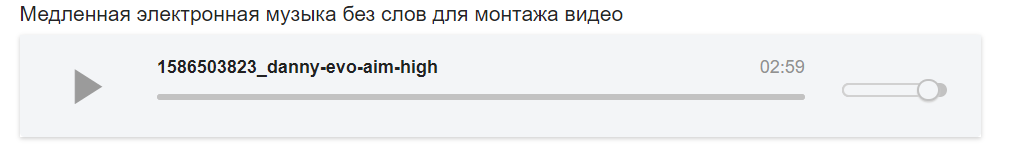 Медленная электронная музыка без слов для монтажа видео
1586503823_danny-evo-aim-high 02:59